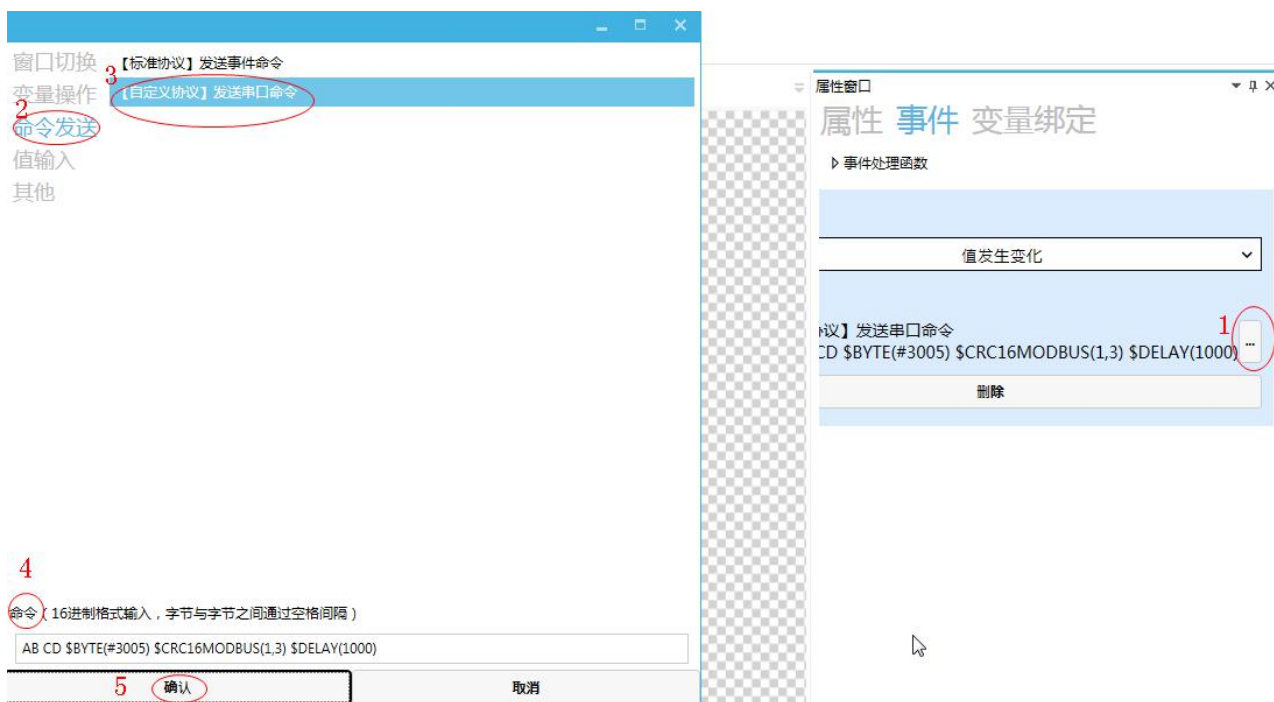 窗口切换
变量操作
命令发送
值输入
其他
【标准协议】发送事件命令
【自定义协议】发送串口命令
2
3
4
命令（16进制格式输入，字节与字节之间通过空格间隔）
AB CD $BYTE(#3005) $CRC16MODBUS(1,3) $DELAY(1000)
5
确认
取消
属性窗口
属性 事件 变量绑定
事件处理函数
值发生变化
议】发送串口命令
1
CD $BYTE(#3005) $CRC16MODBUS(1,3) $DELAY(1000)
...
删除